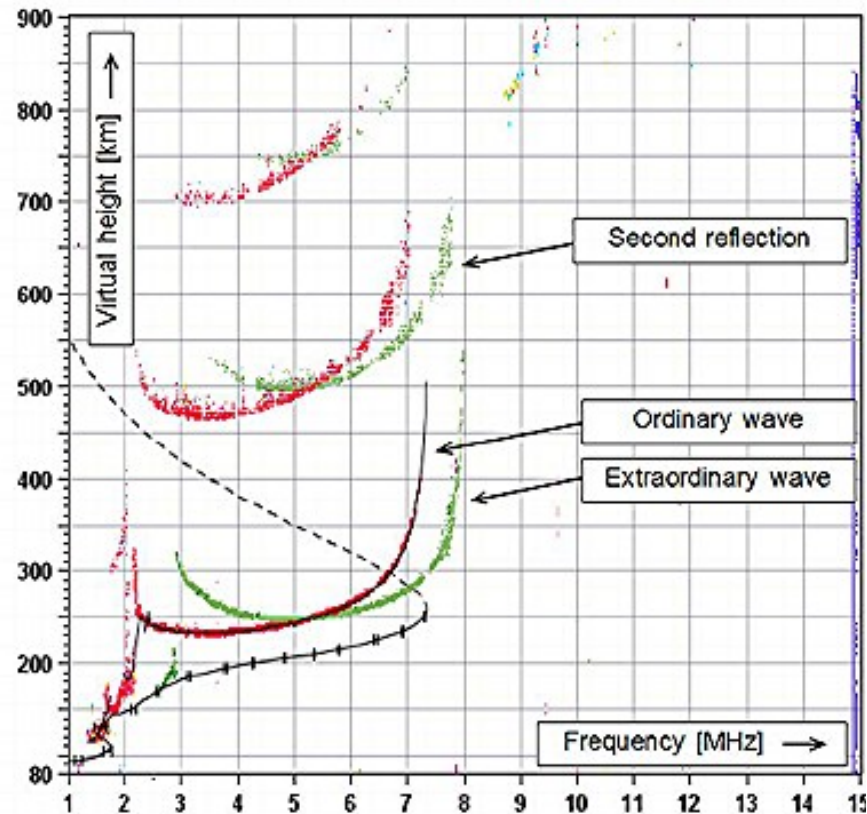 900
800
700
600
500
400
300
200
80
Virtual height [km]
Second reflection
Ordinary wave
Extraordinary wave
Frequency [MHz]
1 2 3 4 5 6 7 8 9 10 11 12 13 14 15